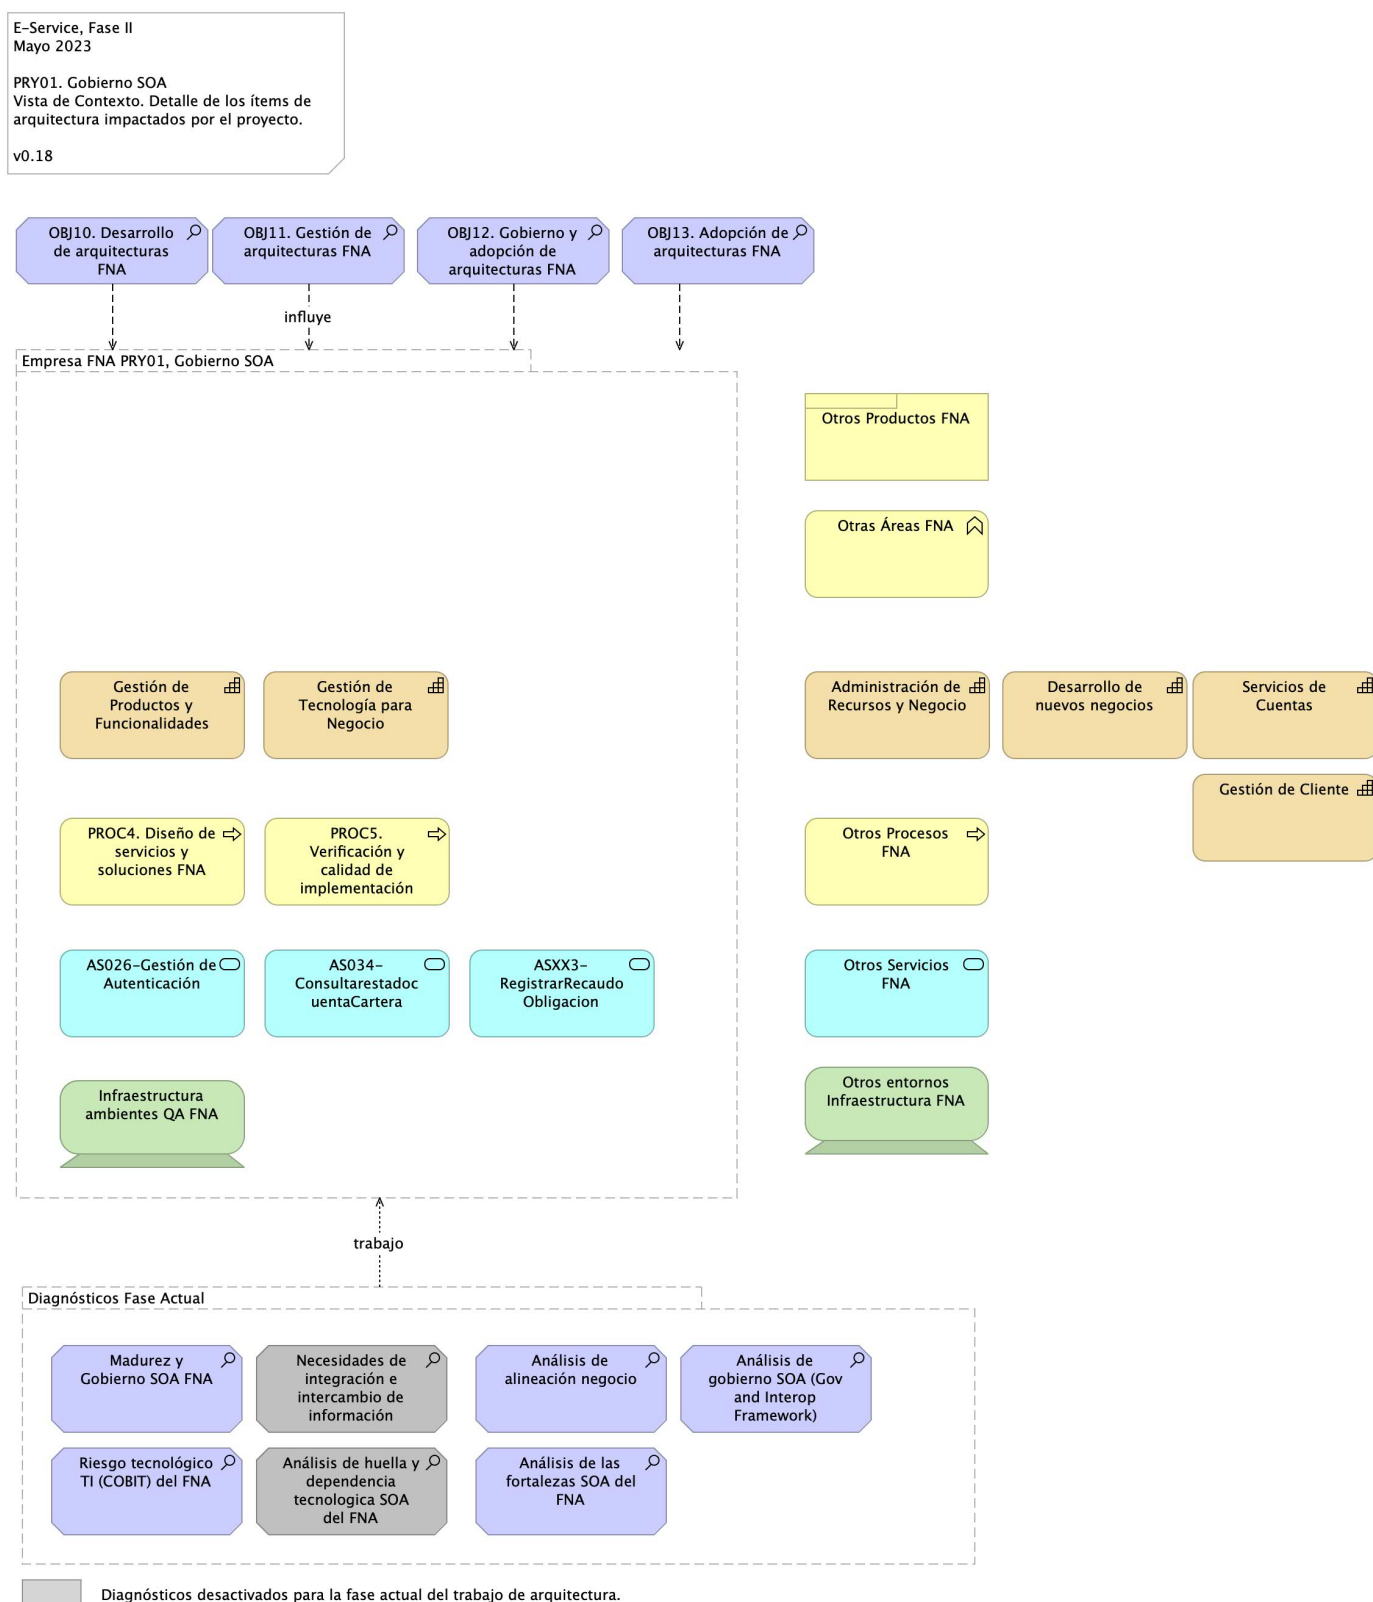 E-Service, Fase II
Mayo 2023
PRY01. Gobierno SOA
Vista de Contexto. Detalle de los ítems de
arquitectura impactados por el proyecto.
v0.18
OBJ10. Desarrollo
de arquitecturas
FNA
OBJ11. Gestión de
arquitecturas FNA
OBJ12. Gobierno y
adopción de
arquitecturas FNA
OBJ13. Adopción de
arquitecturas FNA
influye
Empresa FNA PRY01, Gobierno SOA
Otros Productos FNA
Otras Áreas FNA
Gestión de
Productos y
Funcionalidades
Gestión de
Tecnología para
Negocio
Administración de
Recursos y Negocio
Desarrollo de
nuevos negocios
Servicios de
Cuentas
Gestión de Cliente
PROC4. Diseño de
servicios y
soluciones FNA
PROC5.
Verificación y
calidad de
implementación
Otros Procesos
FNA
AS026-Gestión de
Autenticación
AS034-
Consultarestadoc
uentaCartera
ASXX3-
RegistrarRecaudo
Obligacion
Otros Servicios
FNA
Infraestructura
ambientes QA FNA
Otros entornos
Infraestructura FNA
trabajo
Diagnósticos Fase Actual
Madurez y
Gobierno SOA FNA
Necesidades de
integración e
intercambio de
información
Análisis de
alineación negocio
Análisis de
gobierno SOA (Gov
and Interop
Framework)
Riesgo tecnológico
TI (COBIT) del FNA
Análisis de huella y
dependencia
tecnologica SOA
del FNA
Análisis de las
fortalezas SOA del
FNA
Diagnósticos desactivados para la fase actual del trabajo de arquitectura.